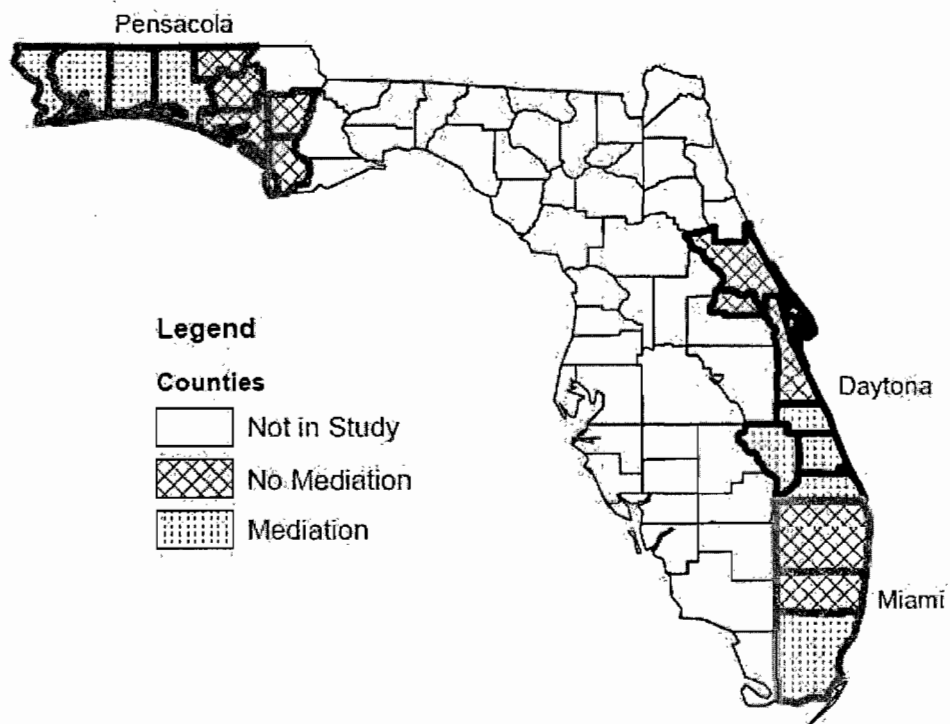 Pensacola
Legend
Counties
Not in Study
No Mediation
Mediation
Daytona
Miami